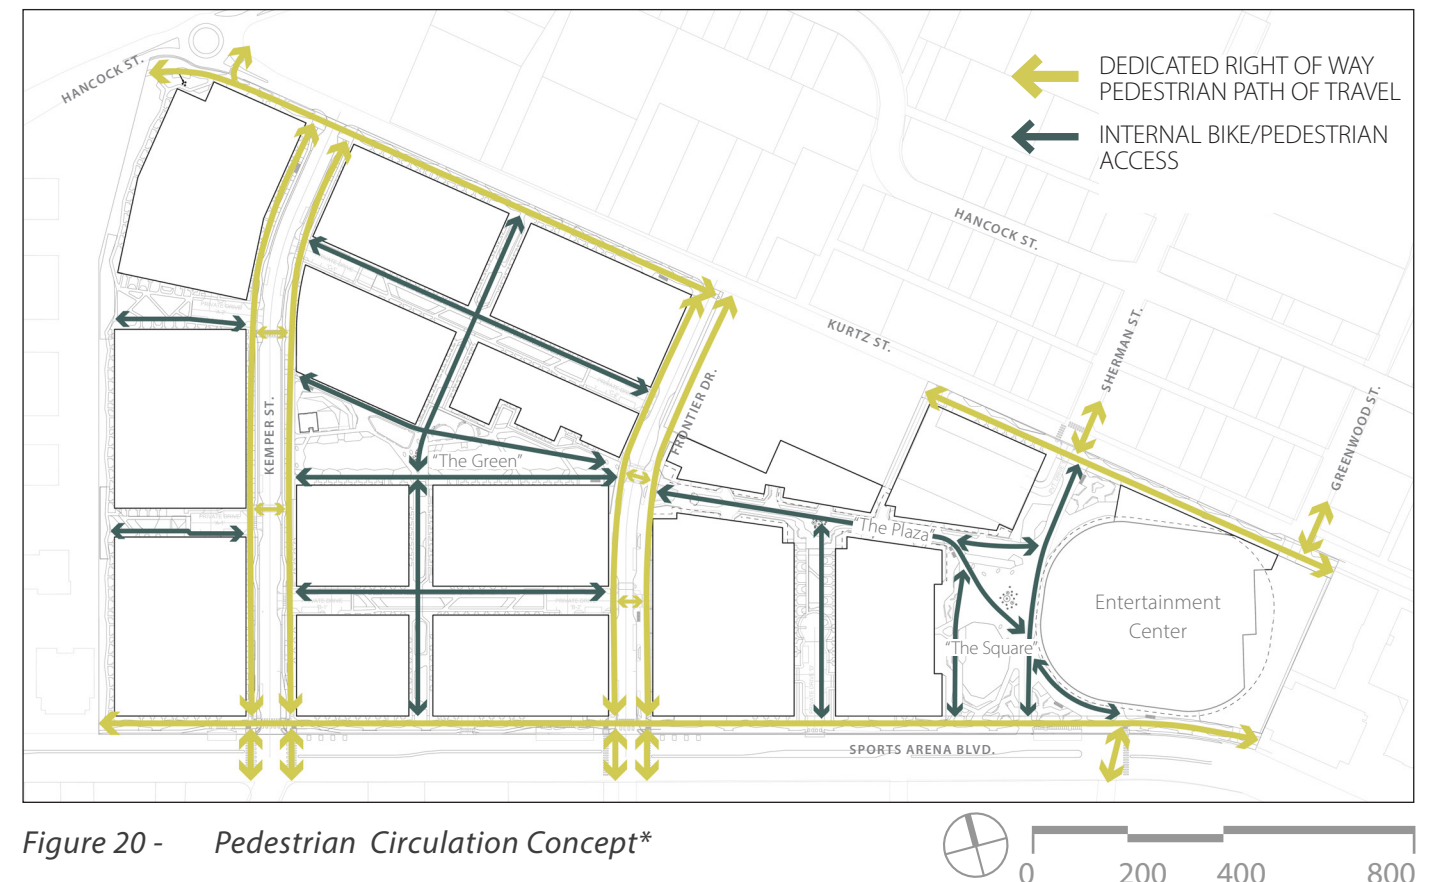 HANCOCK ST.
DEDICATED RIGHT OF WAY
PEDESTRIAN PATH OF TRAVEL
INTERNAL BIKE/PEDESTRIAN
ACCESS
HANCOCK ST.
KURTZ ST.
SHERMAN ST.
GREENWOOD ST.
FRONTIER DR.
KEMPER ST.
"The Green"
"The Plaza"
Entertainment
Center
"The Square"
SPORTS ARENA BLVD.
Figure 20 - Pedestrian Circulation Concept*
0 200 400 800